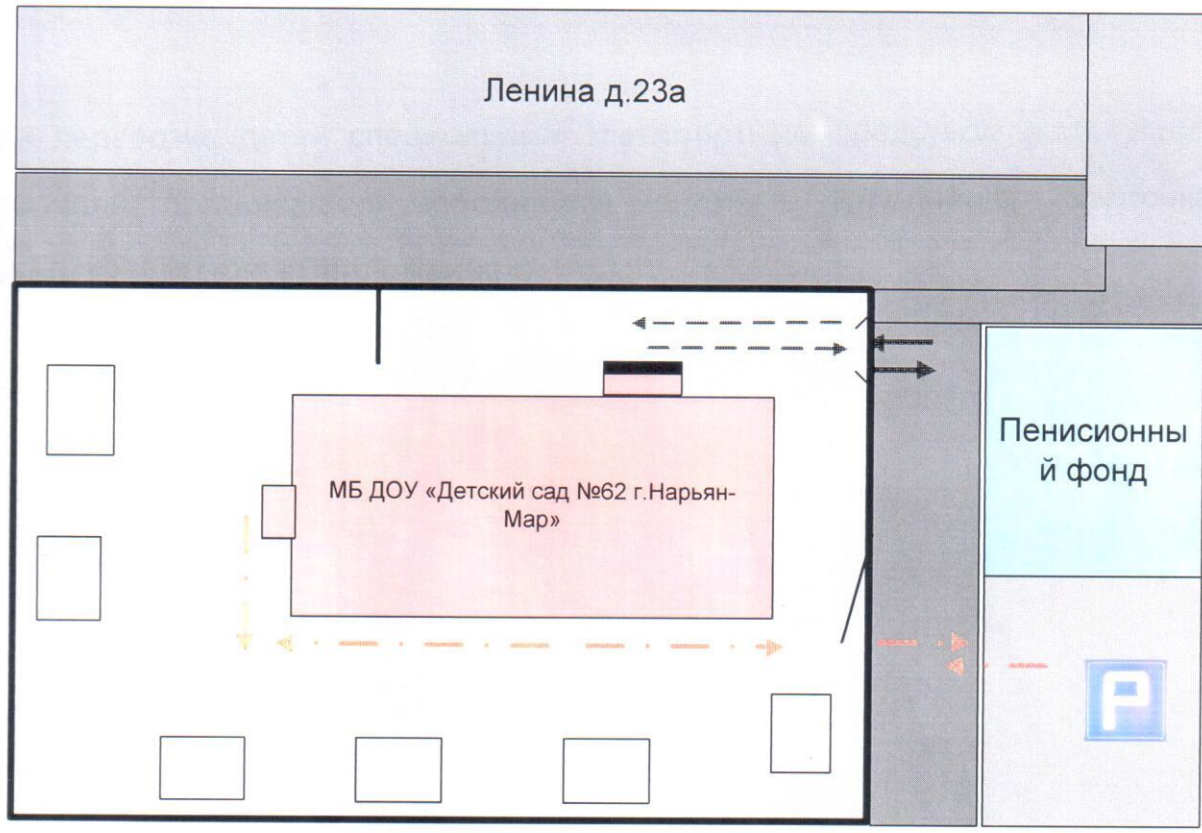 Ленина д.23а
Пенисионны
й фонд
МБ ДОУ «Детский сад №62 г.Нарьян-
Мар»
P